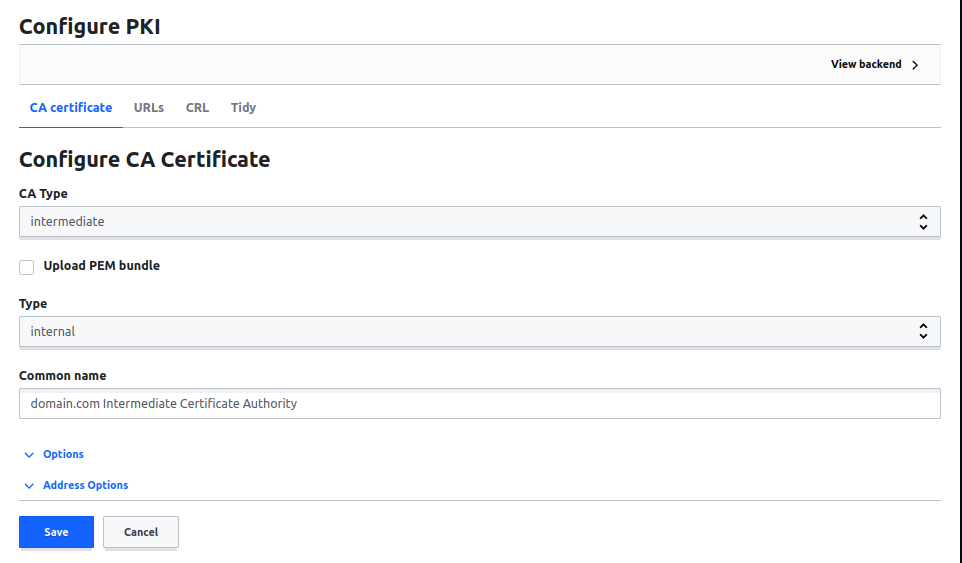 Configure PKI
View backend
CA certificate URLs CRL Tidy
Configure CA Certificate
CA Type
intermediate
Upload PEM bundle
Type
internal
Common name
domain.com Intermediate Certificate Authority
Options
Address Options
Save Cancel